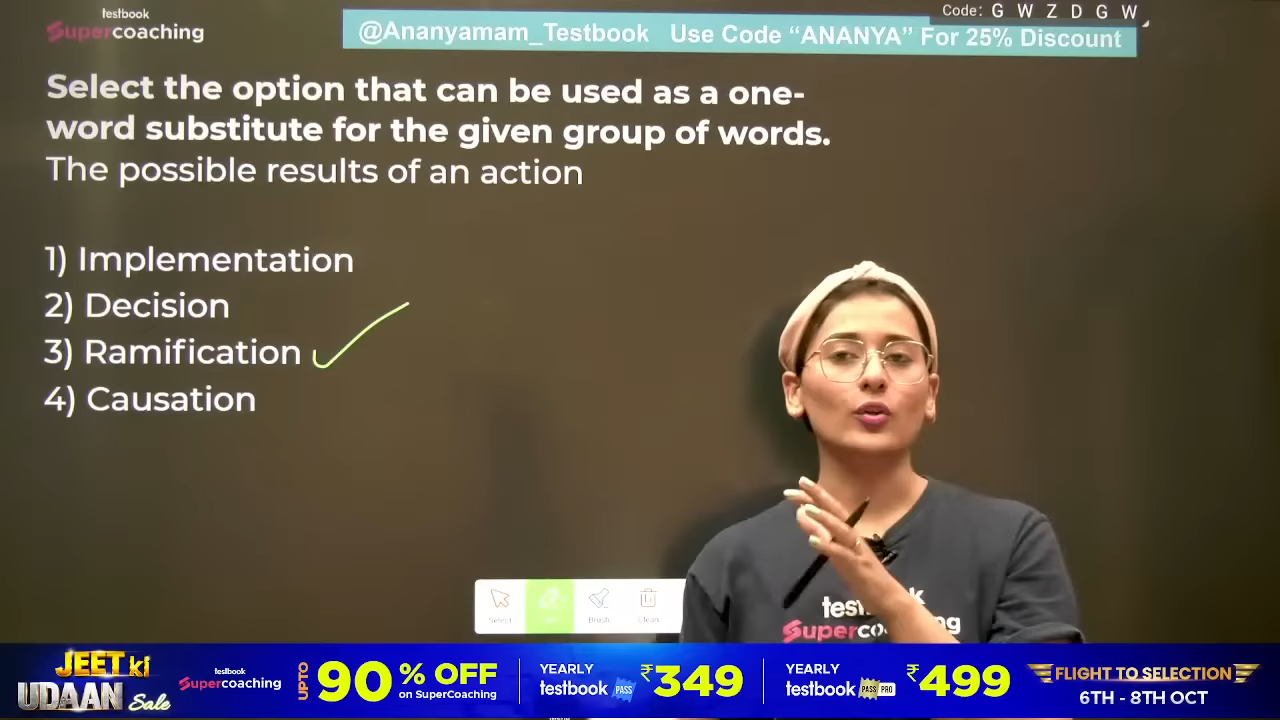 testbook
Supercoaching
@Ananyamam_Testbook Use Code “ANANYA” For 25% Discount
Code: G W Z D G W
Select the option that can be used as a one-
word substitute for the given group of words.
The possible results of an action
1) Implementation
2) Decision
3) Ramification
4) Causation
Select
Brush
Clean
JEET ki
UDAAN Sale
testbook
Supercoaching
UPTO 90% OFF
on SuperCoaching
YEARLY
testbook PASS
₹349
YEARLY
testbook PASS PRO
₹499
FLIGHT TO SELECTION
6TH - 8TH OCT